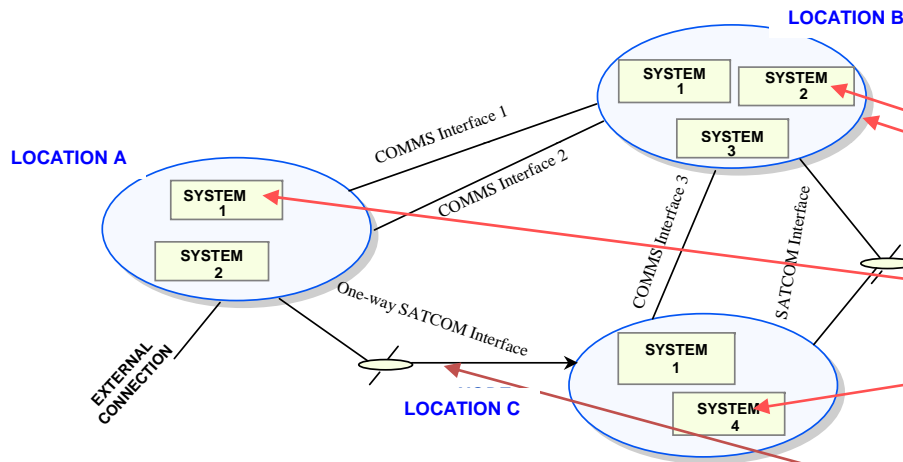 LOCATION B
SYSTEM
1
SYSTEM
2
SYSTEM
3
COMMS Interface 1
COMMS Interface 2
LOCATION A
SYSTEM
1
SYSTEM
2
COMMS Interface 3
SATCOM Interface
One-way SATCOM Interface
EXTERNAL
CONNECTION
LOCATION C
SYSTEM
1
SYSTEM
4